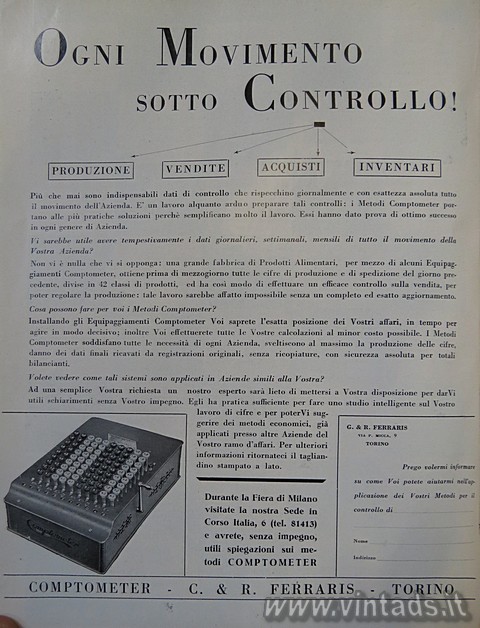 OGNI MOVIMENTO
SOTTO CONTROLLO!
PRODUZIONE VENDITE ACQUISTI INVENTARI
Più che mai sono indispensabili dati di controllo che rispecchino giornalmente e con esattezza assoluta tutto
il movimento dell'Azienda. E' un lavoro alquanto arduo preparare tali controlli: i Metodi Comptometer por-
tano alle più pratiche soluzioni perchè semplificano molto il lavoro. Essi hanno dato prova di ottimo successo
in ogni genere di Azienda.
Vi sarebbe utile avere tempestivamente i dati giornalieri, settimanali, mensili di tutto il movimento della
Vostra Azienda?
Non vi è nulla che vi si opponga: una grande fabbrica di Prodotti Alimentari, per mezzo di alcuni Equipag-
giamenti Comptometer, ottiene prima di mezzogiorno tutte le cifre di produzione e di spedizione del giorno pre-
cedente, divise in 42 classi di prodotti, ed ha così modo di effettuare un efficace controllo sulla vendita, per
poter regolare la produzione: tale lavoro sarebbe affatto impossibile senza un completo ed esatto aggiornamento.
Cosa possono fare per voi i Metodi Comptometer?
Installando gli Equipaggiamenti Comptometer Voi saprete l'esatta posizione dei Vostri affari, in tempo per
agire in modo decisivo; inoltre Voi effettuerete tutte le Vostre calcolazioni al minor costo possibile. I Metodi
Comptometer soddisfano tutte le necessità di ogni Azienda, sveltiscono al massimo la produzione delle cifre,
danno dei dati finali ricavati da registrazioni originali, senza ricopiature, con sicurezza assoluta per totali
bilancianti.
Volete vedere come tali sistemi sono applicati in Aziende simili alla Vostra?
Ad una semplice Vostra richiesta un nostro esperto sarà lieto di mettersi a Vostra disposizione per darVi
utili schiarimenti senza Vostro impegno. Egli ha pratica sufficiente per fare uno studio intelligente sul Vostro
lavoro di cifre e per poterVi sug-
gerire dei metodi economici, già
applicati presso altre Aziende del
Vostro ramo d'affari. Per ulteriori
informazioni ritornateci il taglian-
dino stampato a lato.
Durante la Fiera di Milano
visitate la nostra Sede in
Corso Italia, 6 (tel. 81413)
e avrete, senza impegno,
utili spiegazioni sui me-
todi COMPTOMETER
C. & R. FERRARIS
VIA P. MICCA, 9
TORINO
Prego volermi informare
su come Voi potete aiutarmi nell'ap-
plicazione dei Vostri Metodi per il
controllo di
Nome
Indirizzo
COMPTOMETER - C. & R. FERRARIS - TORINO
www.vintads.it